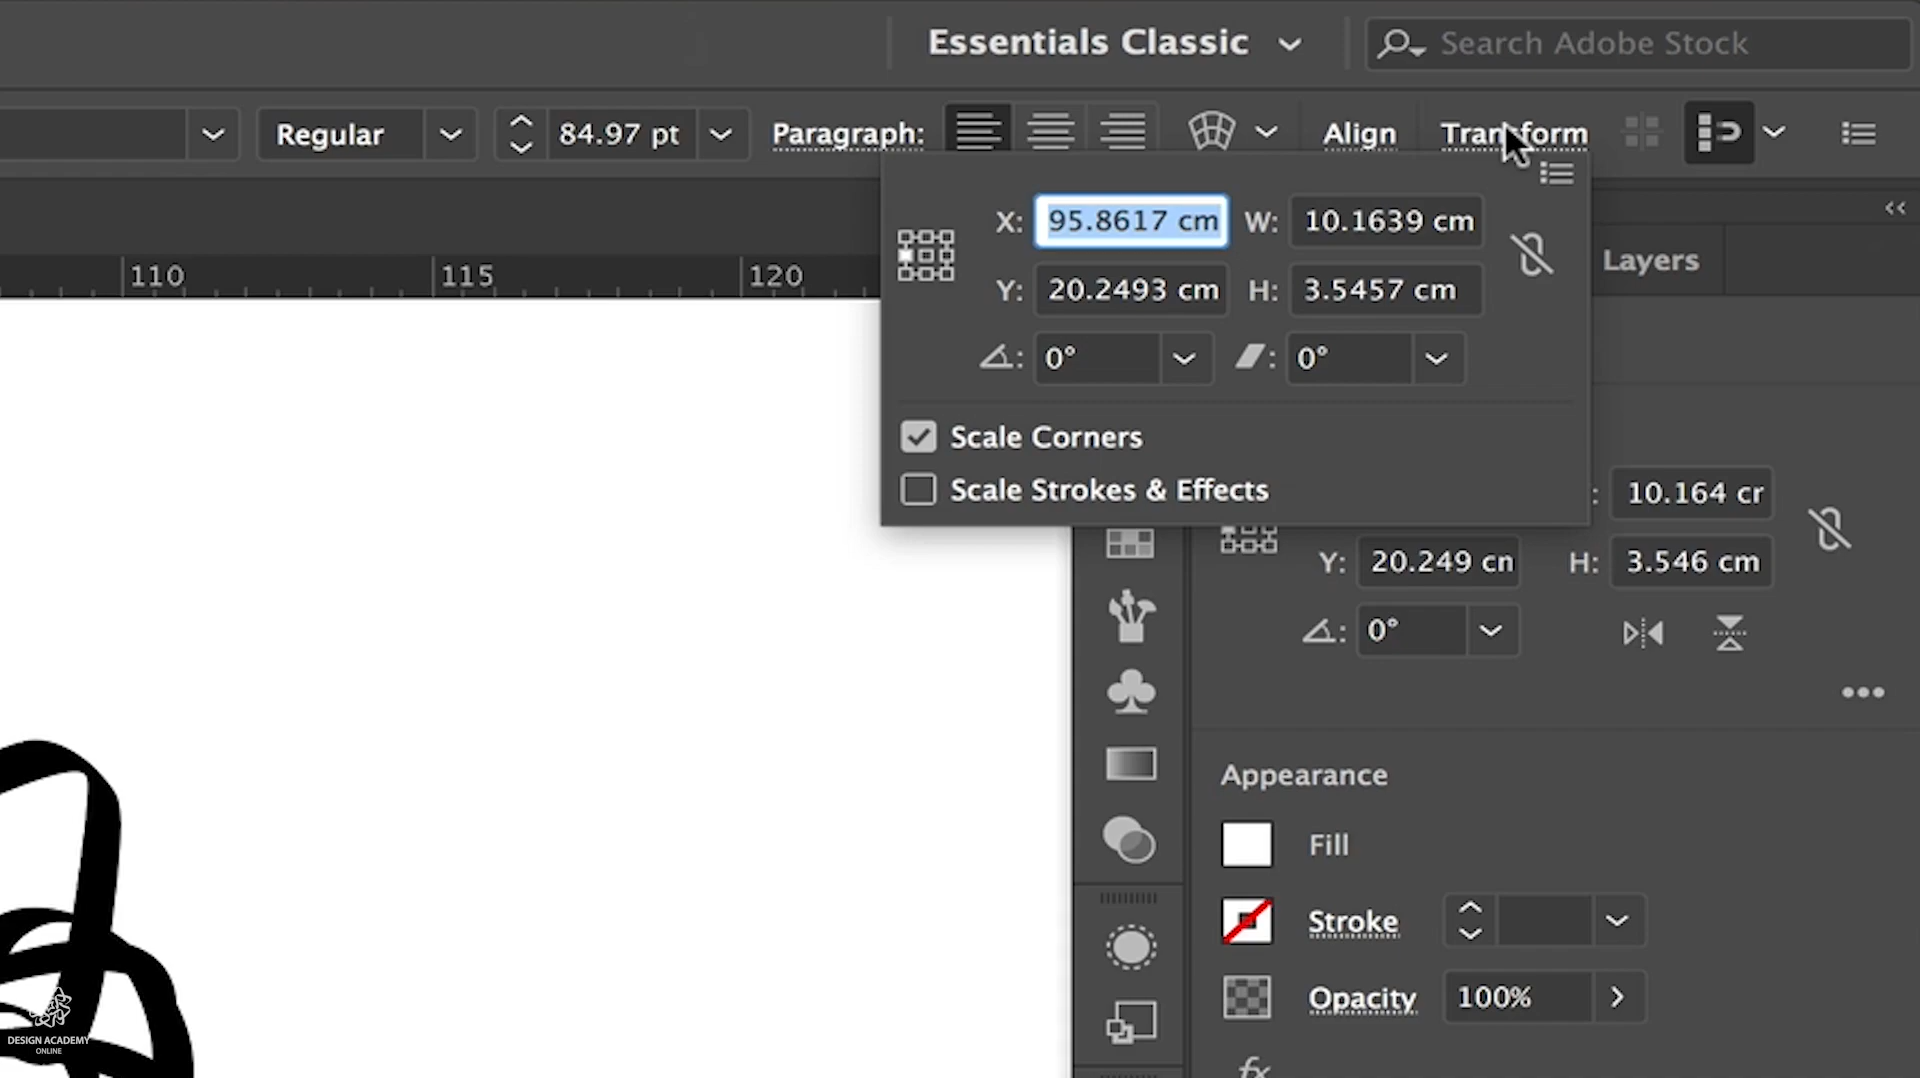 Essentials Classic
Search Adobe Stock
Regular
84.97 pt
Paragraph:
Align
Transform
X: 95.8617 cm W: 10.1639 cm
Y: 20.2493 cm H: 3.5457 cm
0°
0°
Scale Corners
Scale Strokes & Effects
110
115
120
Layers
10.164 cr
Y: 20.249 cn H: 3.546 cm
0°
Appearance
Fill
Stroke
Opacity 100%
fx
DESIGN ACADEMY
ONLINE